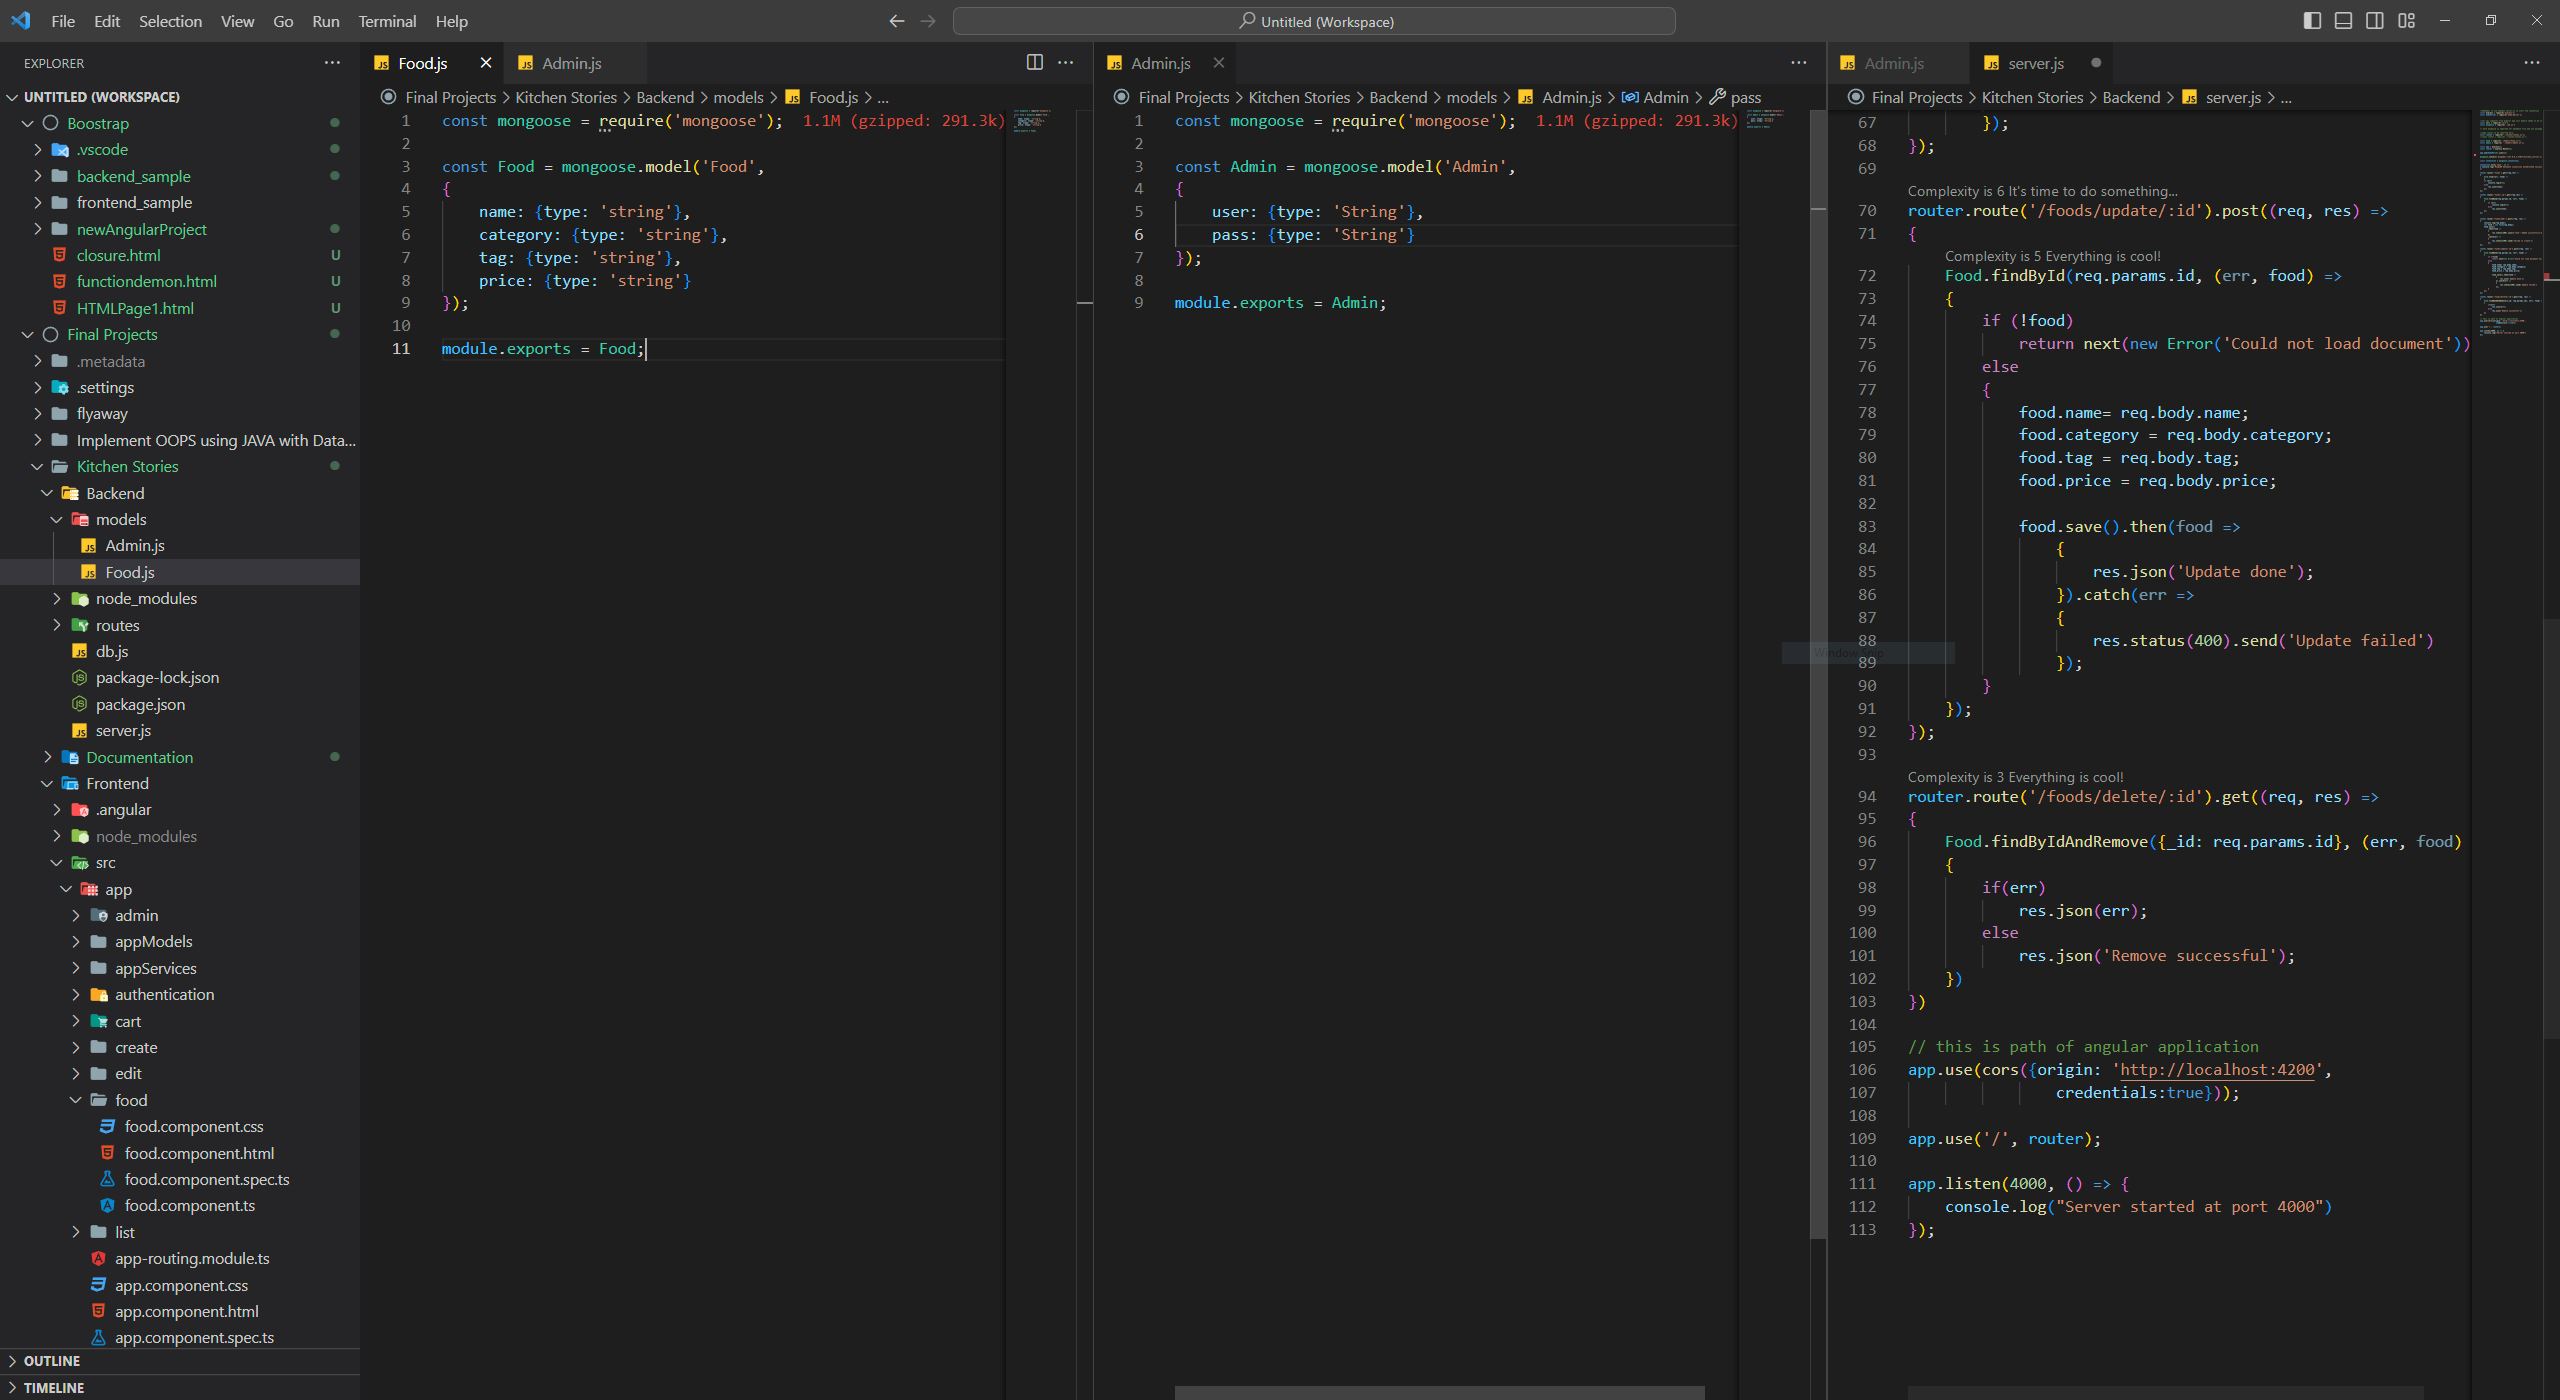 File Edit Selection View Go Run Terminal Help
Untitled (Workspace)
EXPLORER
UNTITLED (WORKSPACE)
Boostrap
.vscode
backend_sample
frontend_sample
newAngularProject
closure.html U
functiondemon.html U
HTMLPage1.html U
Final Projects
.metadata
.settings
flyaway
Implement OOPS using JAVA with Data...
Kitchen Stories
Backend
models
Admin.js
Food.js
node_modules
routes
db.js
package-lock.json
package.json
server.js
Documentation
Frontend
.angular
node_modules
src
app
admin
appModels
appServices
authentication
cart
create
edit
food
food.component.css
food.component.html
food.component.spec.ts
food.component.ts
list
app-routing.module.ts
app.component.css
app.component.html
app.component.spec.ts
OUTLINE
TIMELINE
Food.js Admin.js
Final Projects > Kitchen Stories > Backend > models > Food.js > ...
1 const mongoose = require('mongoose'); 1.1M (gzipped: 291.3k)
2
3 const Food = mongoose.model('Food',
4 {
5 name: {type: 'string'},
6 category: {type: 'string'},
7 tag: {type: 'string'},
8 price: {type: 'string'}
9 });
10
11 module.exports = Food;
Admin.js
Final Projects > Kitchen Stories > Backend > models > Admin.js > Admin > pass
1 const mongoose = require('mongoose'); 1.1M (gzipped: 291.3k)
2
3 const Admin = mongoose.model('Admin',
4 {
5 user: {type: 'String'},
6 pass: {type: 'String'}
7 });
8
9 module.exports = Admin;
Admin.js server.js
Final Projects > Kitchen Stories > Backend > server.js > ...
67 });
68 });
69
Complexity is 6 It's time to do something...
70 router.route('/foods/update/:id').post((req, res) =>
71 {
Complexity is 5 Everything is cool!
72 Food.findById(req.params.id, (err, food) =>
73 {
74 if (!food)
75 return next(new Error('Could not load document'))
76 else
77 {
78 food.name= req.body.name;
79 food.category = req.body.category;
80 food.tag = req.body.tag;
81 food.price = req.body.price;
82
83 food.save().then(food =>
84 {
85 res.json('Update done');
86 }).catch(err =>
87 {
88 res.status(400).send('Update failed')
89 });
90 }
91 });
92 });
93
Complexity is 3 Everything is cool!
94 router.route('/foods/delete/:id').get((req, res) =>
95 {
96 Food.findByIdAndRemove({_id: req.params.id}, (err, food)
97 {
98 if(err)
99 res.json(err);
100 else
101 res.json('Remove successful');
102 })
103 })
104
105 // this is path of angular application
106 app.use(cors({origin: 'http://localhost:4200',
107 credentials:true}));
108
109 app.use('/', router);
110
111 app.listen(4000, () => {
112 console.log("Server started at port 4000")
113 });